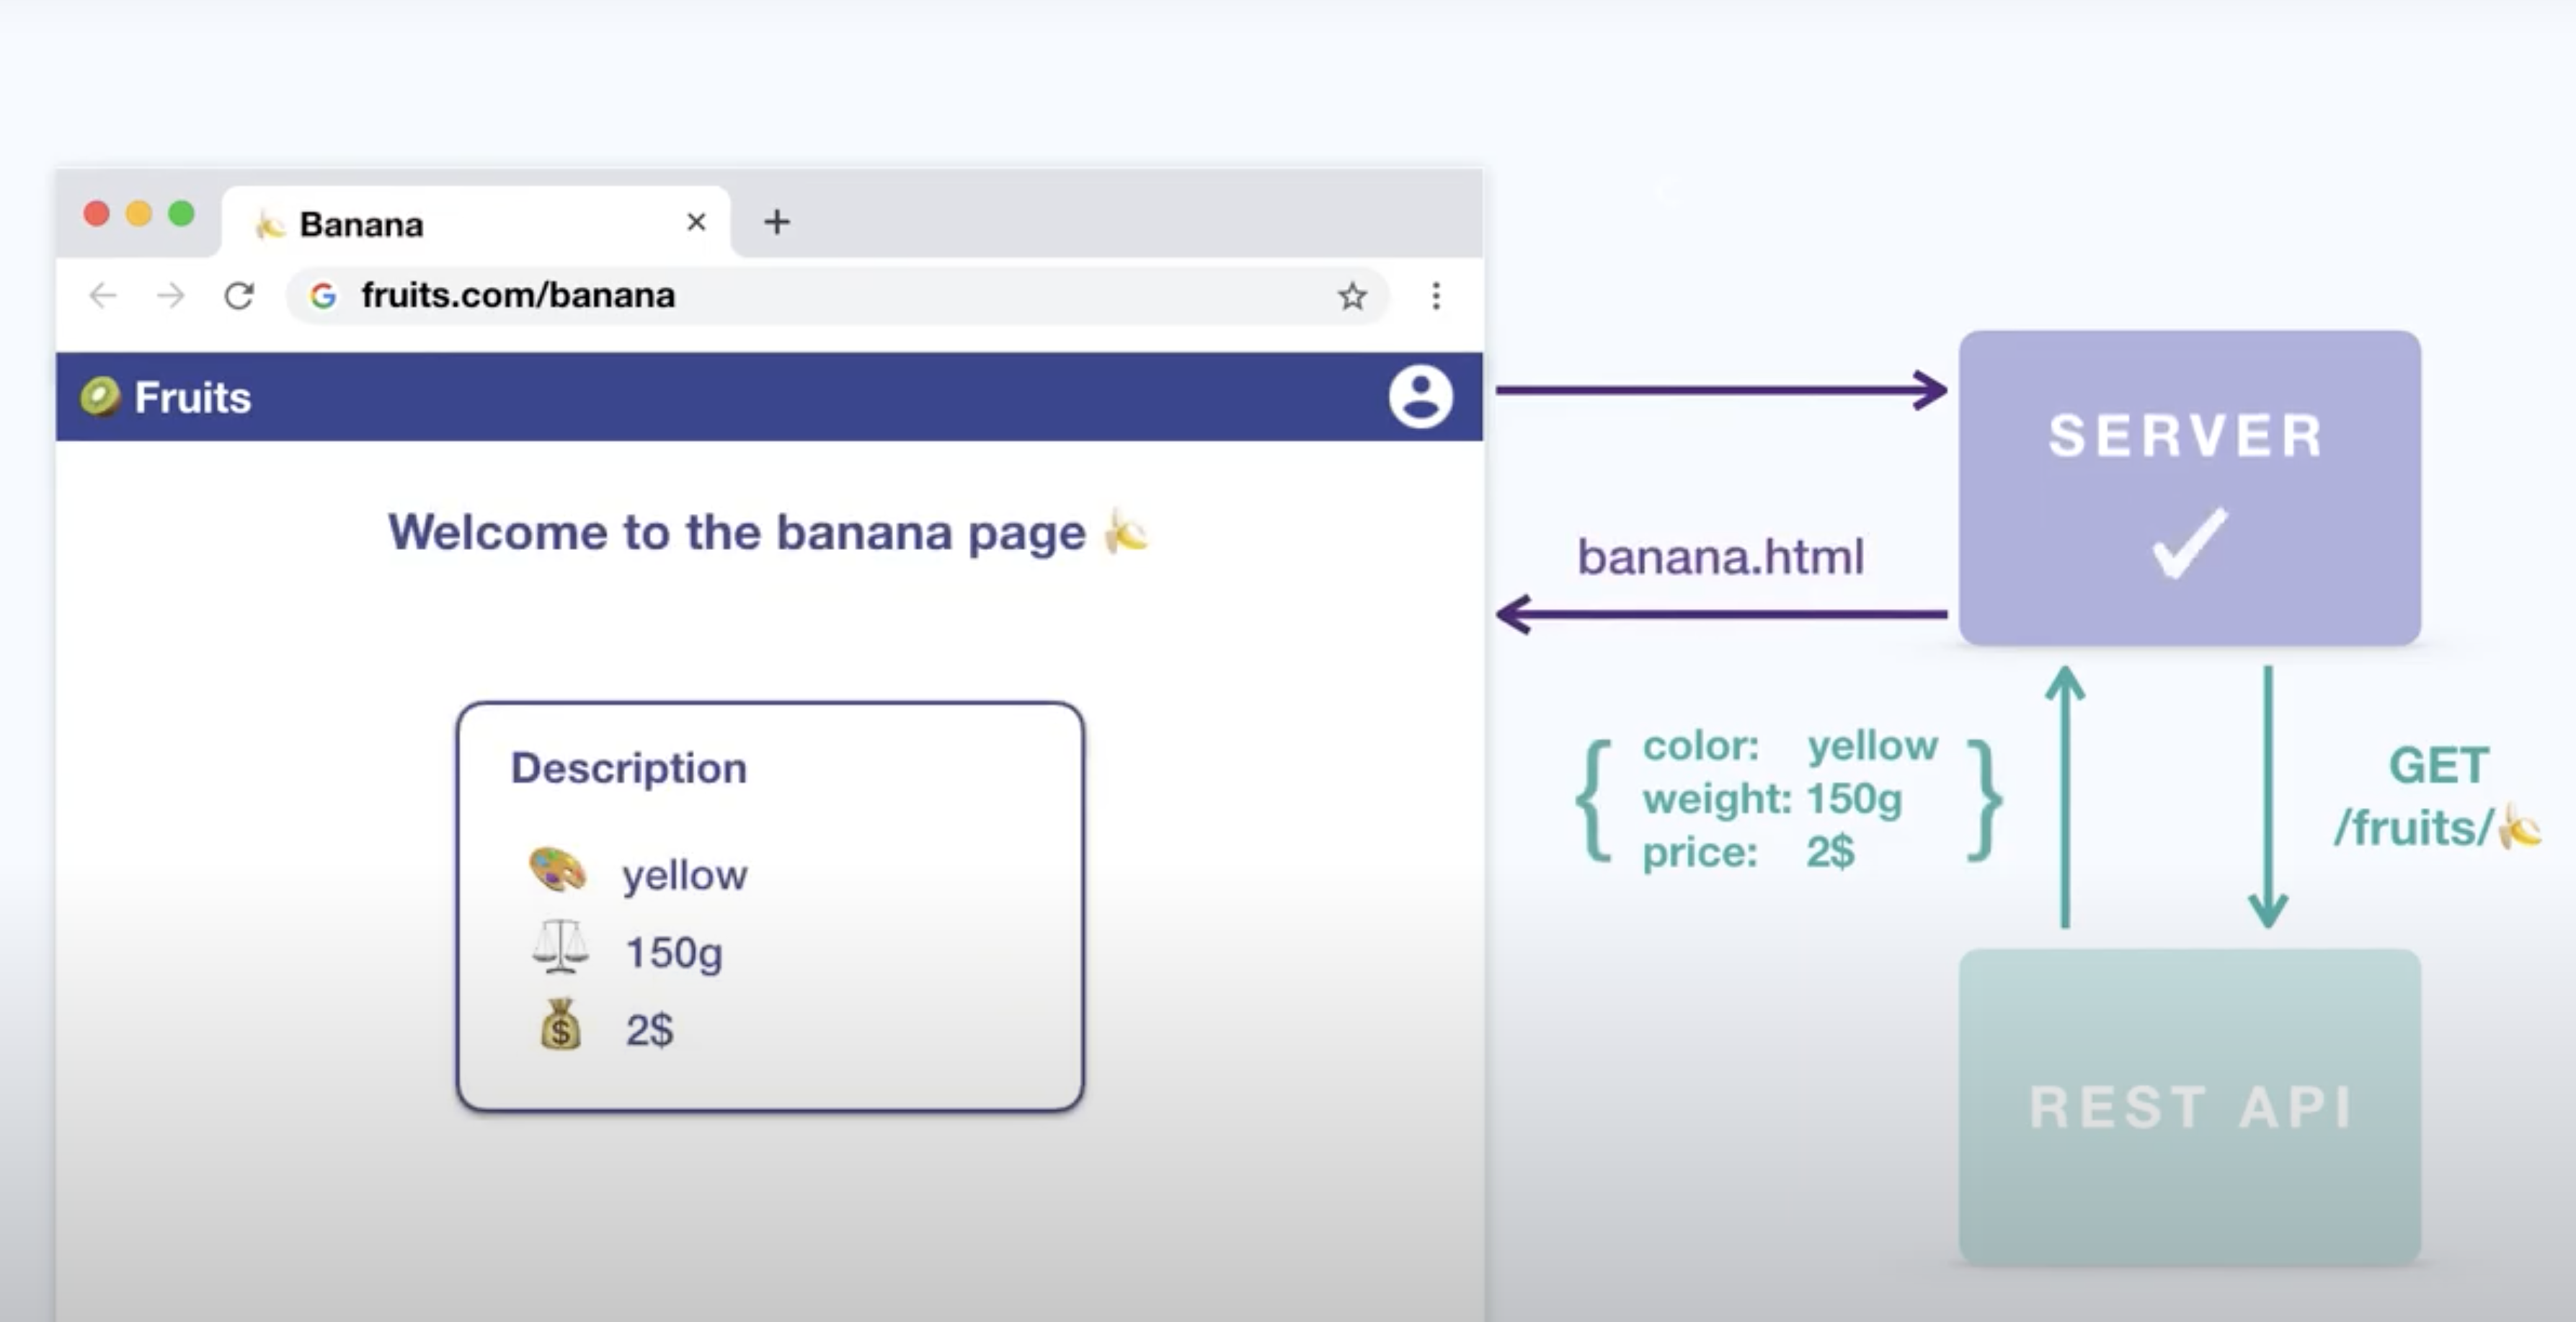 Banana
fruits.com/banana
Fruits
Welcome to the banana page
Description
yellow
150g
2$
SERVER
banana.html
{ color: yellow
weight: 150g
price: 2$ }
GET
/fruits/🍌
REST API